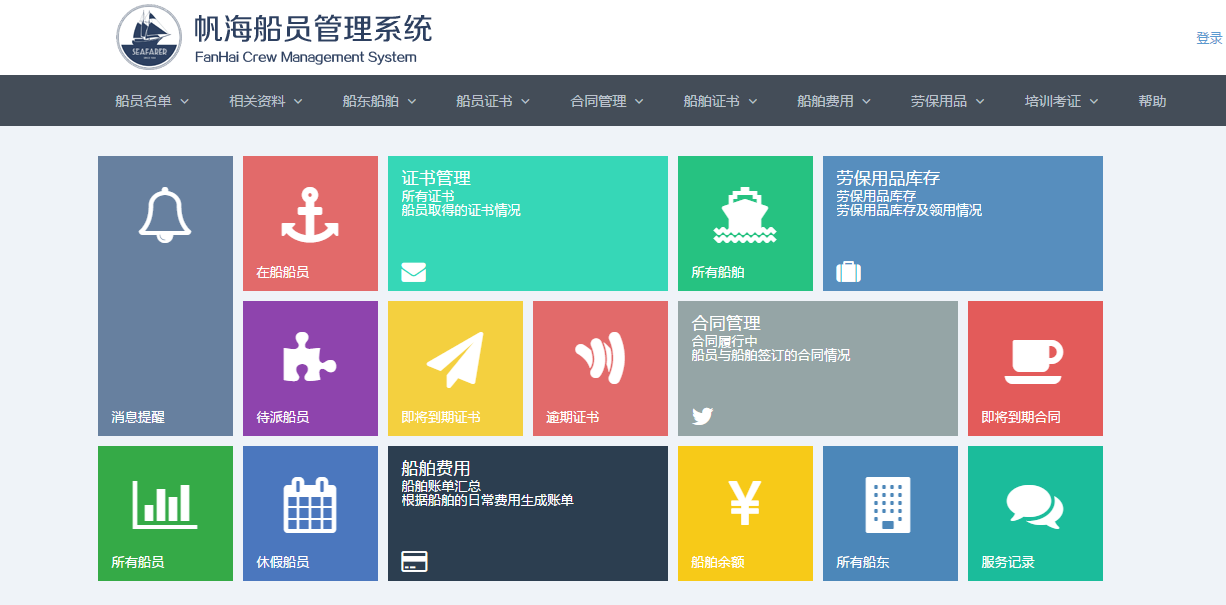 帆海船员管理系统
SEAFARER
FanHai Crew Management System
登录
船员名单
相关资料
船东船舶
船员证书
合同管理
船舶证书
船舶费用
劳保用品
培训考证
帮助
消息提醒
在船船员
证书管理
所有证书
船员取得的证书情况
所有船舶
劳保用品库存
劳保用品库存
劳保用品库存及领用情况
待派船员
即将到期证书
逾期证书
合同管理
合同履行中
船员与船舶签订的合同情况
即将到期合同
所有船员
休假船员
船舶费用
船舶账单汇总
根据船舶的日常费用生成账单
¥
船舶余额
所有船东
服务记录